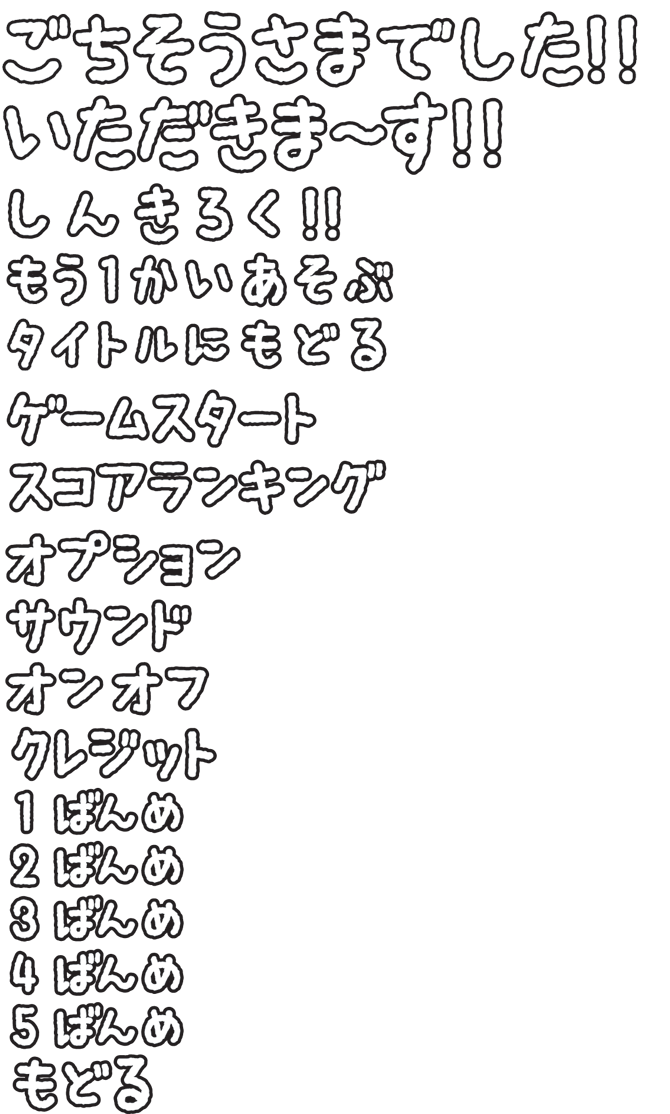 ごちそうさまでした!!
いただきま〜す!!
しんきろく!!
もう1かいあそぶ
タイトルにもどる
ゲームスタート
スコアランキング
オプション
サウンド
オン オフ
クレジット
1 ばんめ
2 ばんめ
3 ばんめ
4 ばんめ
5 ばんめ
もどる